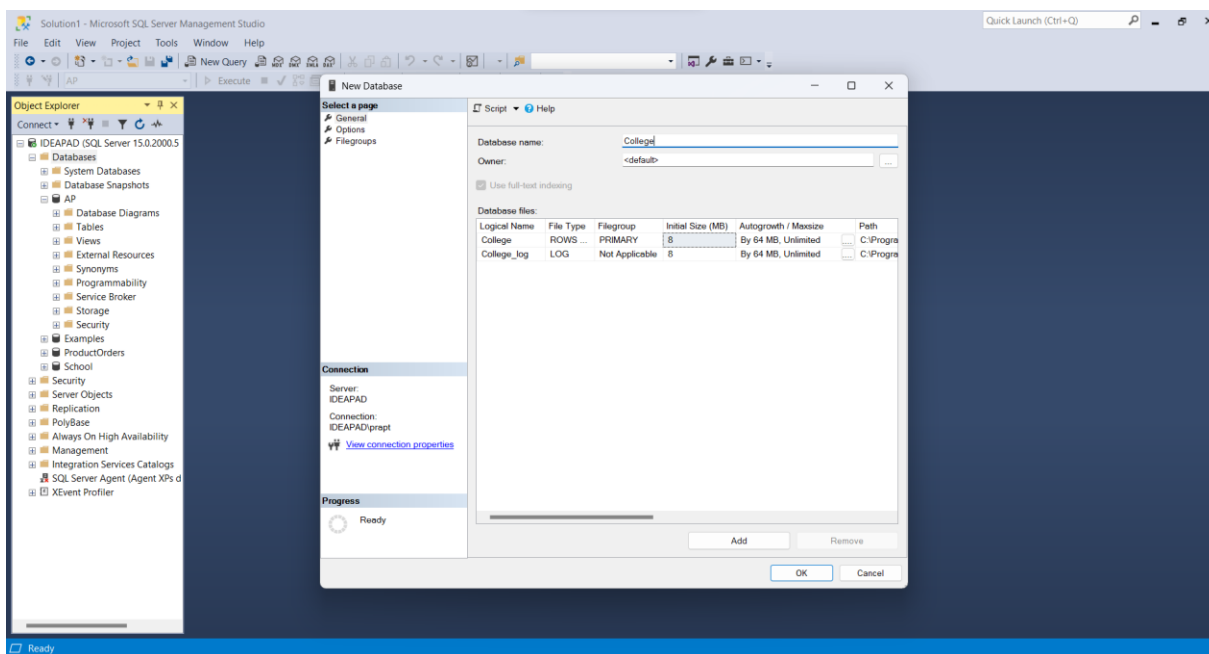 Solution1 - Microsoft SQL Server Management Studio
Quick Launch (Ctrl+Q)
File Edit View Project Tools Window Help
New Query
AP
Execute
Object Explorer
Connect
IDEAPAD (SQL Server 15.0.2000.5
Databases
System Databases
Database Snapshots
AP
Database Diagrams
Tables
Views
External Resources
Synonyms
Programmability
Service Broker
Storage
Security
Examples
ProductOrders
School
Security
Server Objects
Replication
PolyBase
Always On High Availability
Management
Integration Services Catalogs
SQL Server Agent (Agent XPs d
XEvent Profiler
New Database
Select a page
General
Options
Filegroups
Connection
Server:
IDEAPAD
Connection:
IDEAPAD\prapt
View connection properties
Progress
Ready
Script Help
Database name: College
Owner: <default> ...
Use full-text indexing
Database files:
Logical Name File Type Filegroup Initial Size (MB) Autogrowth / Maxsize Path
College ROWS ... PRIMARY 8 By 64 MB, Unlimited ... C:\Progra
College_log LOG Not Applicable 8 By 64 MB, Unlimited ... C:\Progra
Add Remove
OK Cancel
Ready